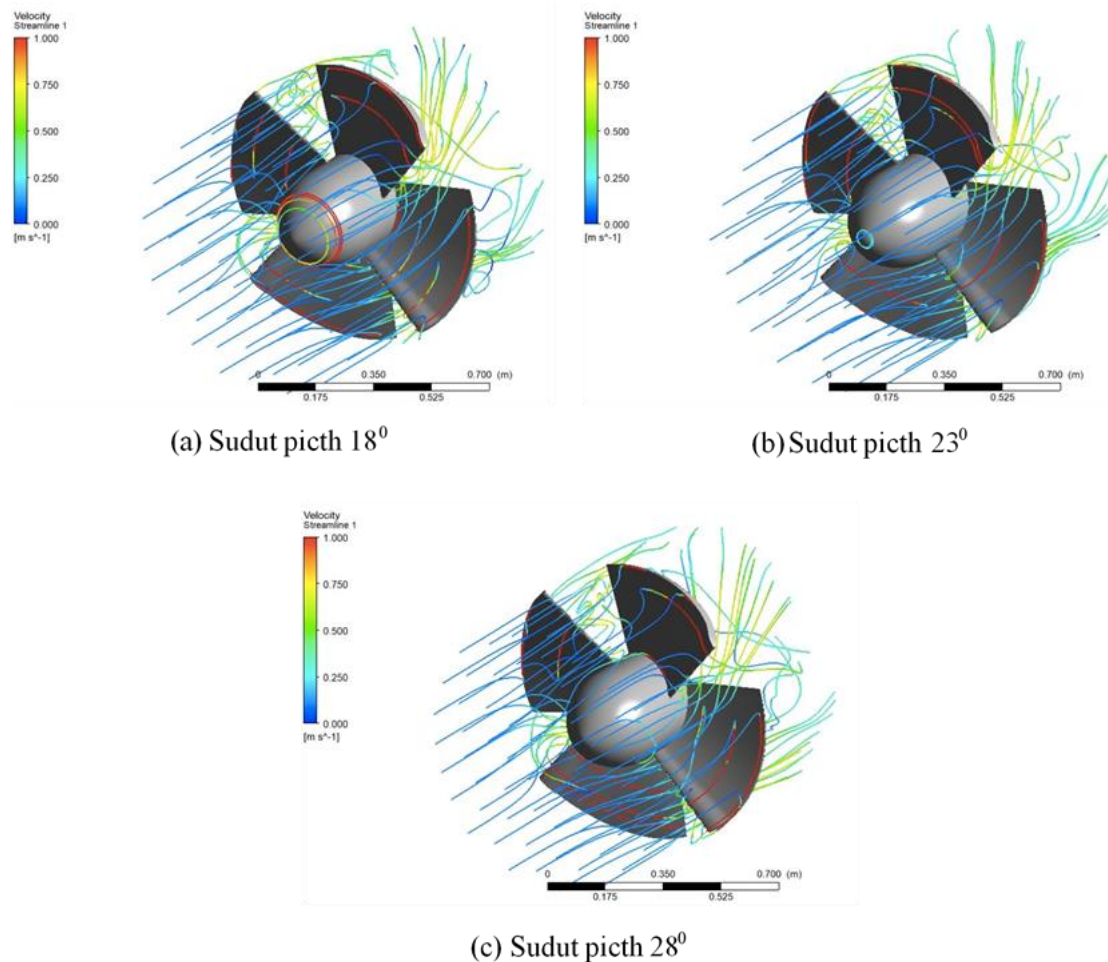 Velocity
Streamline 1
1.000
0.750
0.500
0.250
0.000
[m s^-1]
0 0.350 0.700 (m)
0.175 0.525
(a) Sudut picth 18⁰
Velocity
Streamline 1
1.000
0.750
0.500
0.250
0.000
[m s^-1]
0 0.350 0.700 (m)
0.175 0.525
(b) Sudut picth 23⁰
Velocity
Streamline 1
1.000
0.750
0.500
0.250
0.000
[m s^-1]
0 0.350 0.700 (m)
0.175 0.525
(c) Sudut picth 28⁰